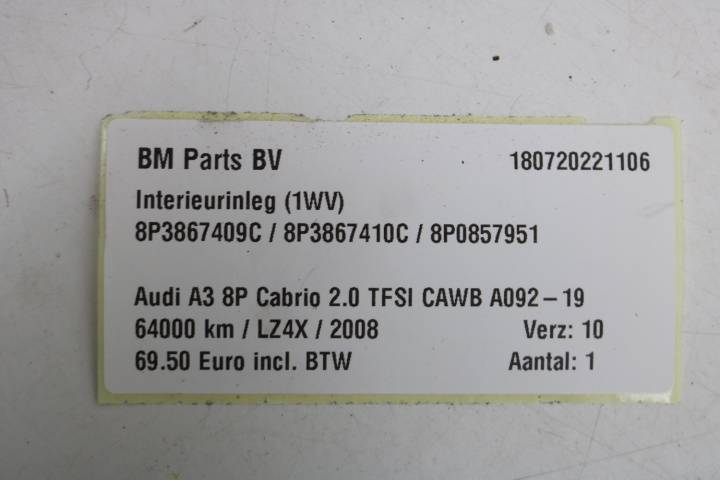 BM Parts BV 180720221106
Interieurinleg (1WV)
8P3867409C / 8P3867410C / 8P0857951
Audi A3 8P Cabrio 2.0 TFSI CAWB A092-19
64000 km / LZ4X / 2008 Verz: 10
69.50 Euro incl. BTW Aantal: 1